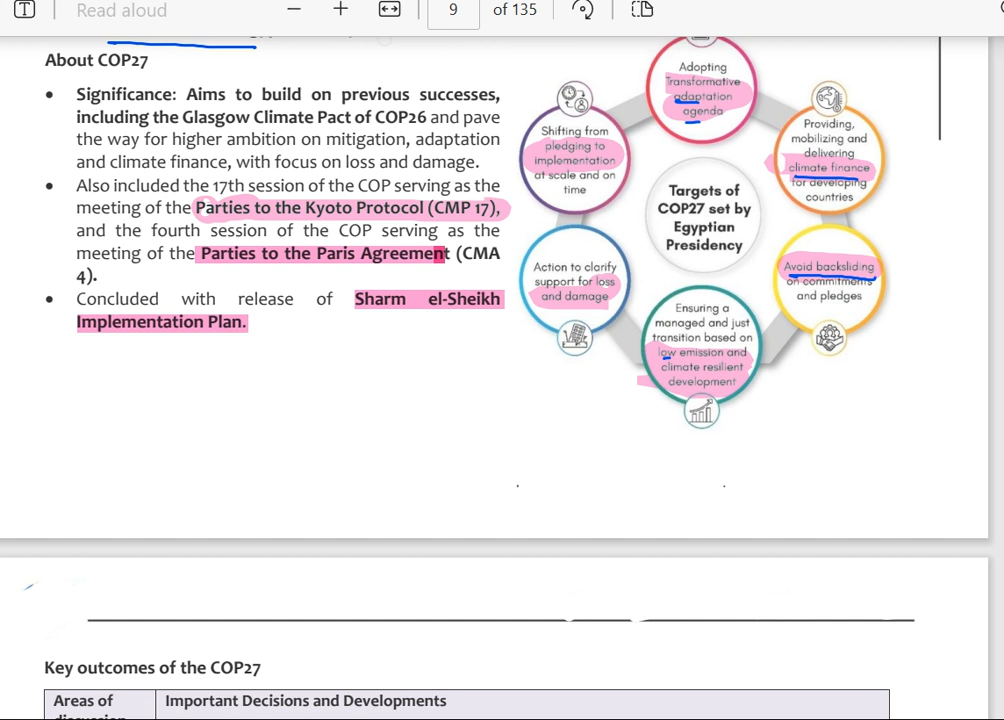 Read aloud
9
of 135
About COP27
• Significance: Aims to build on previous successes,
including the Glasgow Climate Pact of COP26 and pave
the way for higher ambition on mitigation, adaptation
and climate finance, with focus on loss and damage.
• Also included the 17th session of the COP serving as the
meeting of the Parties to the Kyoto Protocol (CMP 17),
and the fourth session of the COP serving as the
meeting of the Parties to the Paris Agreement (CMA
4).
• Concluded with release of Sharm el-Sheikh
Implementation Plan.
Adopting
Transformative
adaptation
agenda
Providing,
mobilizing and
delivering
climate finance
for developing
countries
Avoid backsliding
on commitments
and pledges
Ensuring a
managed and just
transition based on
low emission and
climate resilient
development
Action to clarify
support for loss
and damage
Shifting from
pledging to
implementation
at scale and on
time
Targets of
COP27 set by
Egyptian
Presidency
Key outcomes of the COP27
Areas of
discussion
Important Decisions and Developments